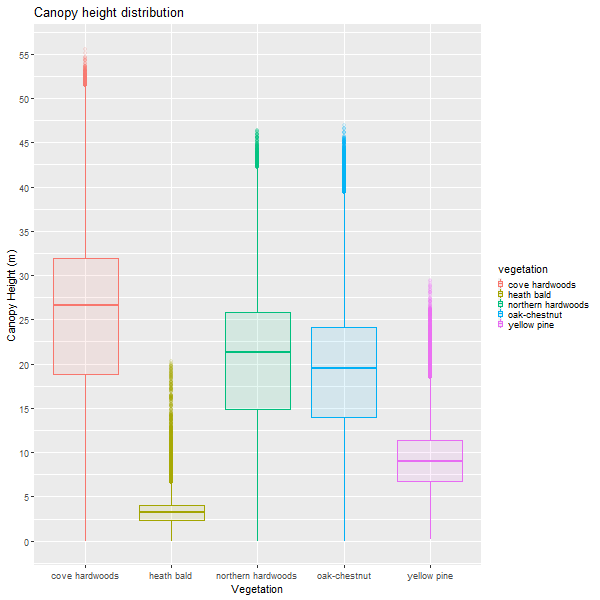 Canopy height distribution
Canopy Height (m)
55
50
45
40
35
30
25
20
15
10
5
0
cove hardwoods
heath bald
northern hardwoods
oak-chestnut
yellow pine
Vegetation
vegetation
cove hardwoods
heath bald
northern hardwoods
oak-chestnut
yellow pine